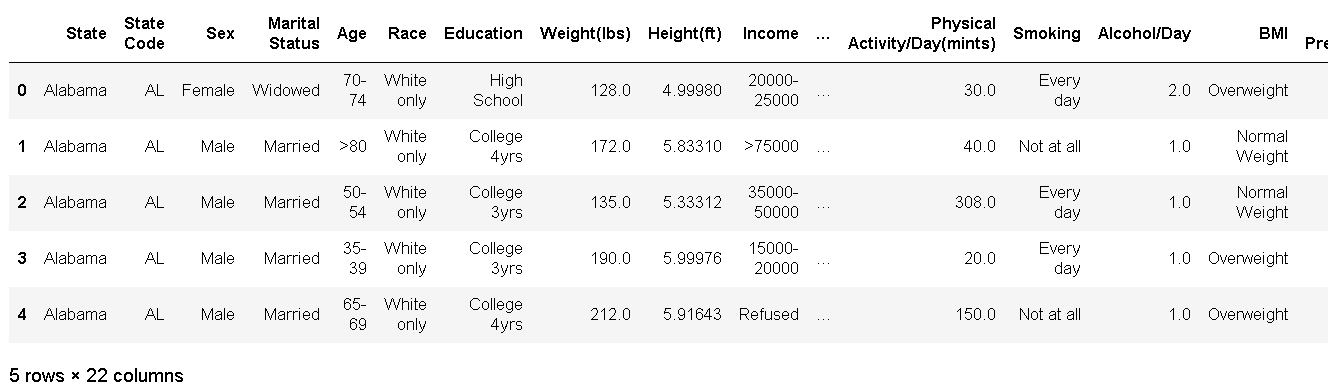 State State Code Sex Marital Status Age Race Education Weight(lbs) Height(ft) Income ... Physical Activity/Day(mints) Smoking Alcohol/Day BMI Pre
0 Alabama AL Female Widowed 70-74 White only High School 128.0 4.99980 20000-25000 ... 30.0 Every day 2.0 Overweight
1 Alabama AL Male Married >80 White only College 4yrs 172.0 5.83310 >75000 ... 40.0 Not at all 1.0 Normal Weight
2 Alabama AL Male Married 50-54 White only College 3yrs 135.0 5.33312 35000-50000 ... 308.0 Every day 1.0 Normal Weight
3 Alabama AL Male Married 35-39 White only College 3yrs 190.0 5.99976 15000-20000 ... 20.0 Every day 1.0 Overweight
4 Alabama AL Male Married 65-69 White only College 4yrs 212.0 5.91643 Refused ... 150.0 Not at all 1.0 Overweight
5 rows × 22 columns